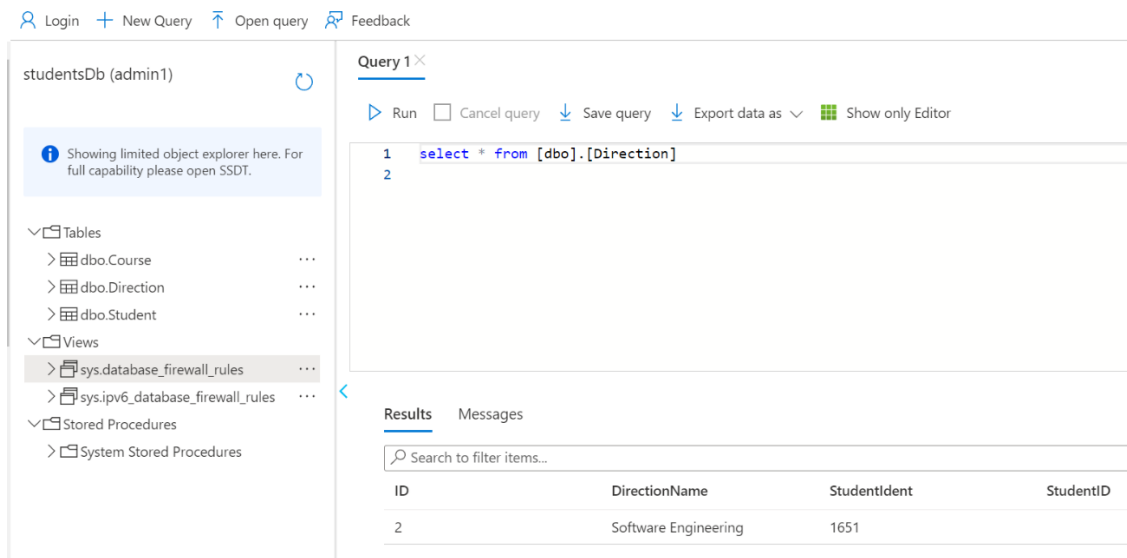 Login New Query Open query Feedback
studentsDb (admin1)
Showing limited object explorer here. For
full capability please open SSDT.
Tables
dbo.Course ...
dbo.Direction ...
dbo.Student ...
Views
sys.database_firewall_rules ...
sys.ipv6_database_firewall_rules ...
Stored Procedures
System Stored Procedures
Query 1
Run Cancel query Save query Export data as Show only Editor
1 select * from [dbo].[Direction]
2
Results Messages
Search to filter items...
ID DirectionName StudentIdent StudentID
2 Software Engineering 1651